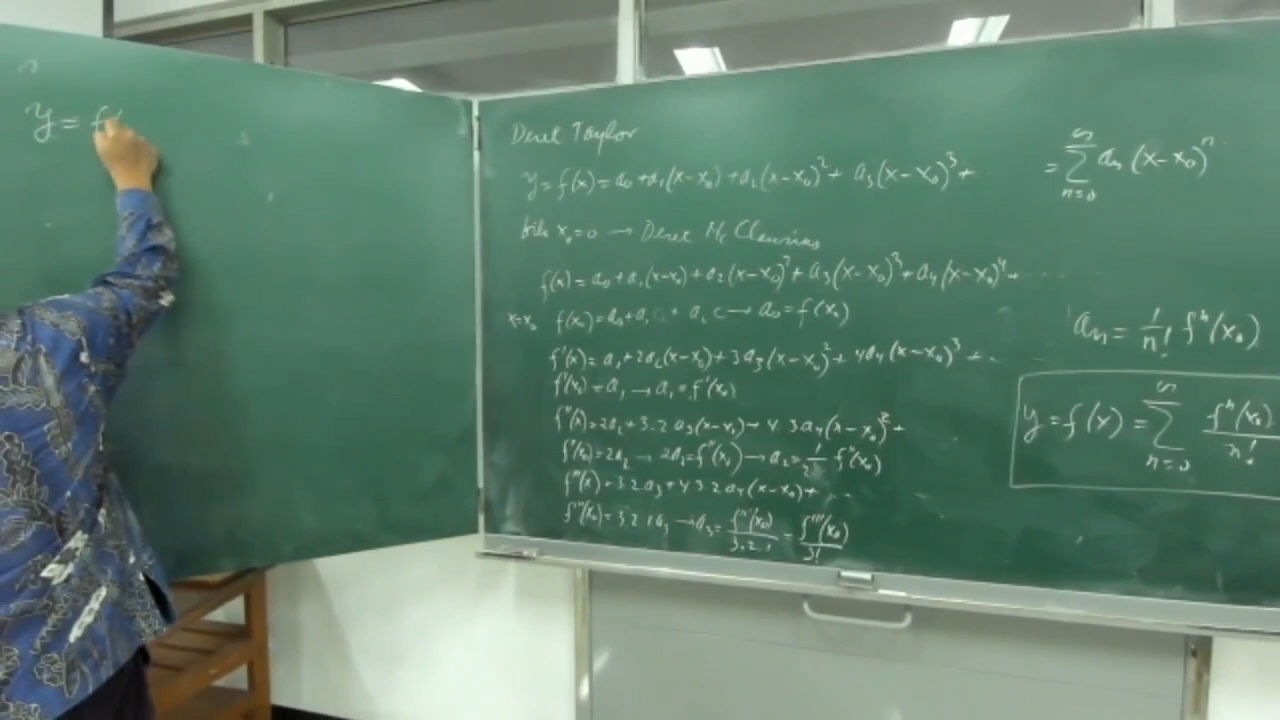 y = f(
Deret Taylor
y = f(x) = a₀ + a₁(x-x₀) + a₂(x-x₀)² + a₃(x-x₀)³ + ..
= ∑_{n=0}^{∞} aₙ (x-x₀)ⁿ
bila x₀=0 → Deret Mc Claurins
f(x) = a₀ + a₁(x-x₀) + a₂(x-x₀)² + a₃(x-x₀)³ + a₄(x-x₀)⁴ + ....
x=x₀ f(x₀) = a₀ + a₁ 0 + a₂ 0 → a₀ = f(x₀)
f'(x) = a₁ + 2a₂(x-x₀) + 3a₃(x-x₀)² + 4a₄(x-x₀)³ + ..
f'(x₀) = a₁ → a₁ = f'(x₀)
f''(x) = 2a₂ + 3.2 a₃(x-x₀) + 4 3 a₄(x-x₀)² +
f''(x₀) = 2a₂ → 2a₂ = f''(x₀) → a₂ = 1/2 f''(x₀)
f'''(x) = 3 2 a₃ + 4 3 2 a₄(x-x₀) + ...
f'''(x₀) = 3 2 1 a₃ → a₃ = f'''(x₀)/3.2.1 = f'''(x₀)/3!
aₙ = 1/n! fⁿ(x₀)
y = f(x) = ∑_{n=0}^{∞} fⁿ(x₀)/n!